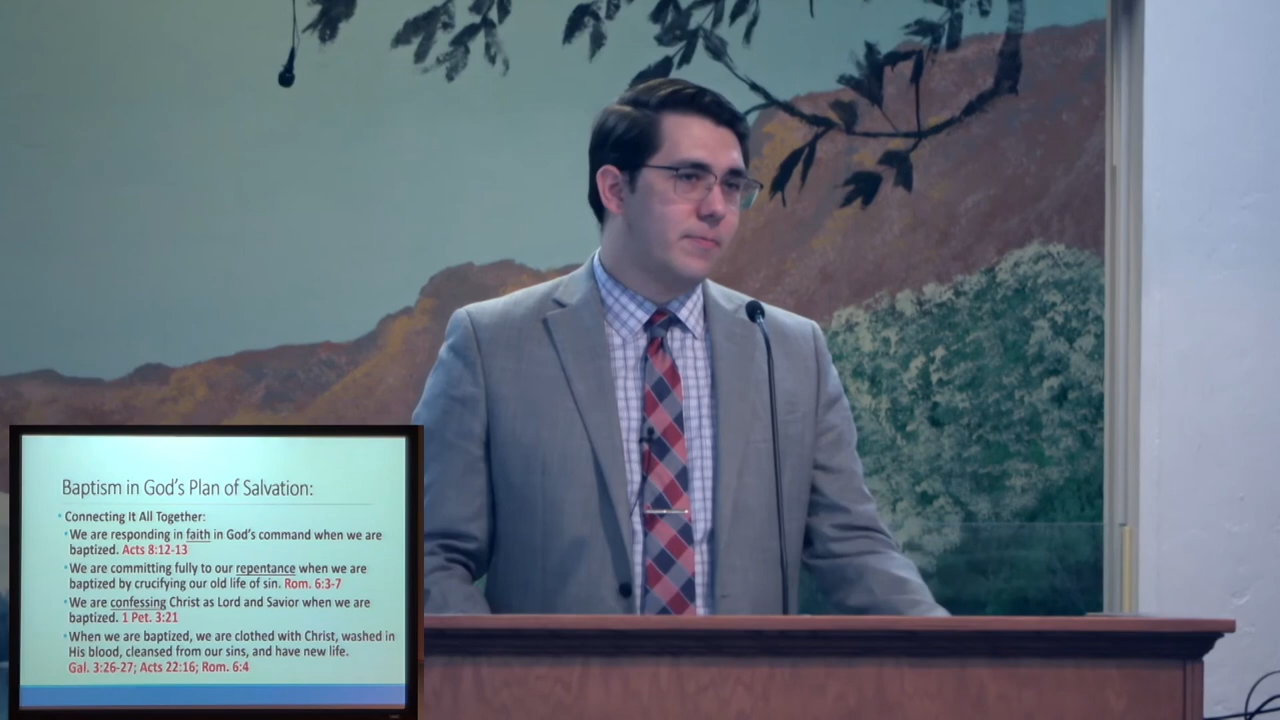 Baptism in God's Plan of Salvation:
Connecting It All Together:
We are responding in faith in God's command when we are
baptized. Acts 8:12-13
We are committing fully to our repentance when we are
baptized by crucifying our old life of sin. Rom. 6:3-7
We are confessing Christ as Lord and Savior when we are
baptized. 1 Pet. 3:21
When we are baptized, we are clothed with Christ, washed in
His blood, cleansed from our sins, and have new life.
Gal. 3:26-27; Acts 22:16; Rom. 6:4